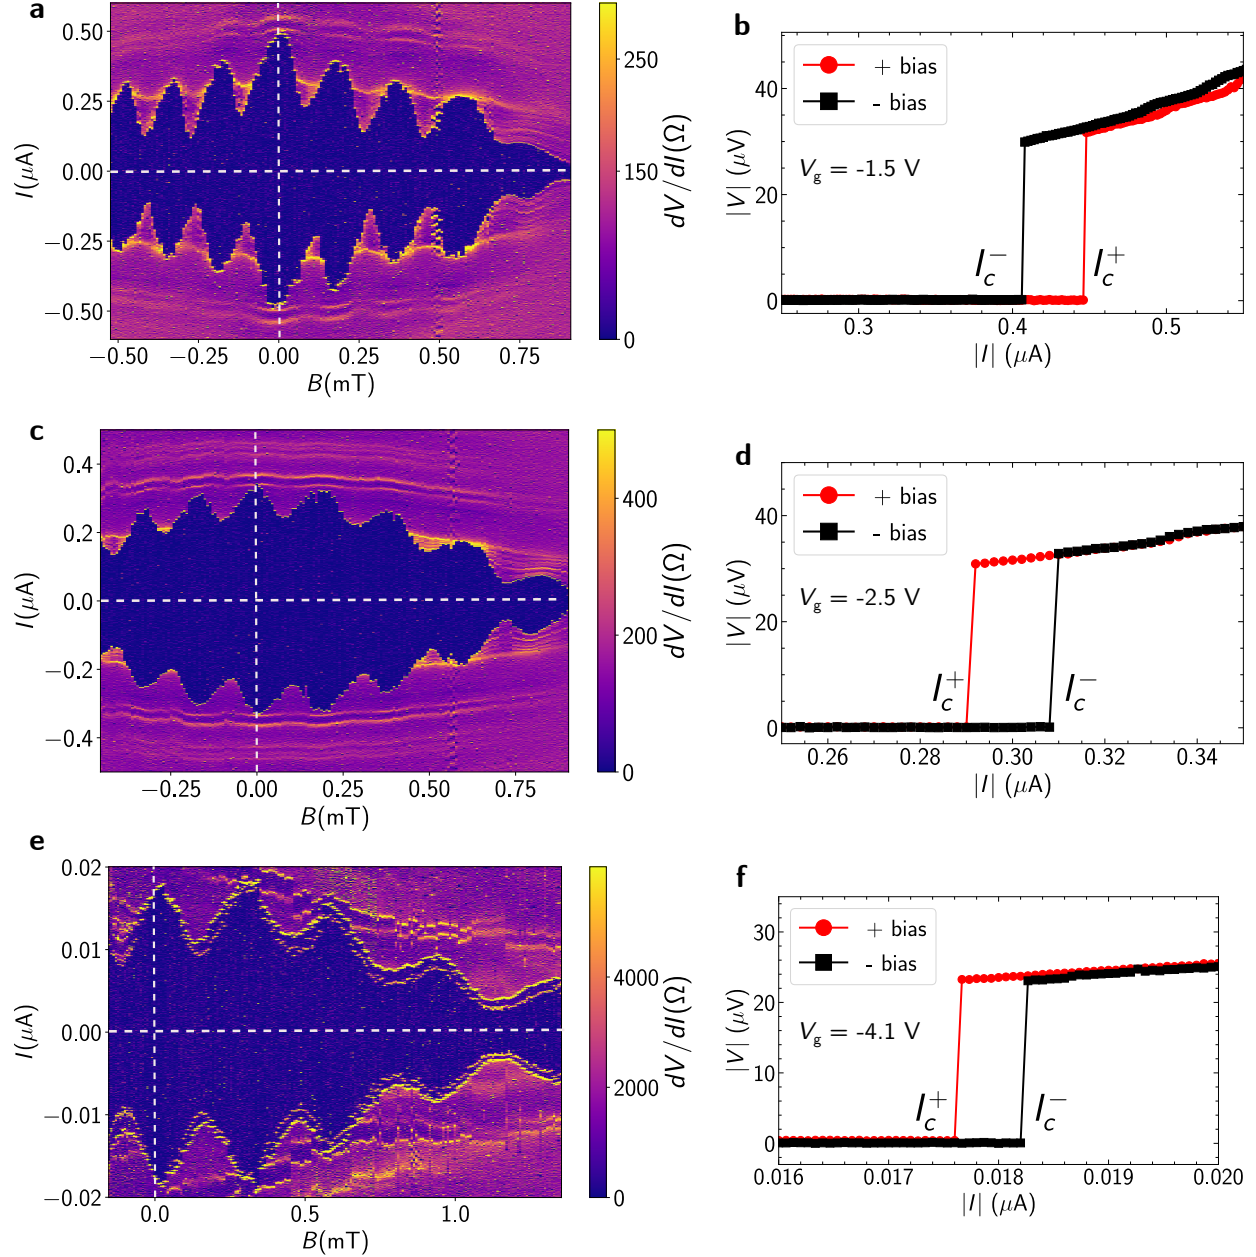 a
0.50
0.25
0.00
−0.25
−0.50
I(μA)
−0.50 −0.25 0.00 0.25 0.50 0.75
B(mT)
250
150
0
dV/dI(Ω)
b
40
20
0
|V| (μV)
+ bias
- bias
Vg = -1.5 V
Ic− Ic+
0.3 0.4 0.5
|I| (μA)
c
0.4
0.2
0.0
−0.2
−0.4
I(μA)
−0.25 0.00 0.25 0.50 0.75
B(mT)
400
200
0
dV/dI(Ω)
d
40
20
0
|V| (μV)
+ bias
- bias
Vg = -2.5 V
Ic+ Ic−
0.26 0.28 0.30 0.32 0.34
|I| (μA)
e
0.02
0.01
0.00
−0.01
−0.02
I(μA)
0.0 0.5 1.0
B(mT)
4000
2000
0
dV/dI(Ω)
f
30
20
10
0
|V| (μV)
+ bias
- bias
Vg = -4.1 V
Ic+ Ic−
0.016 0.017 0.018 0.019 0.020
|I| (μA)